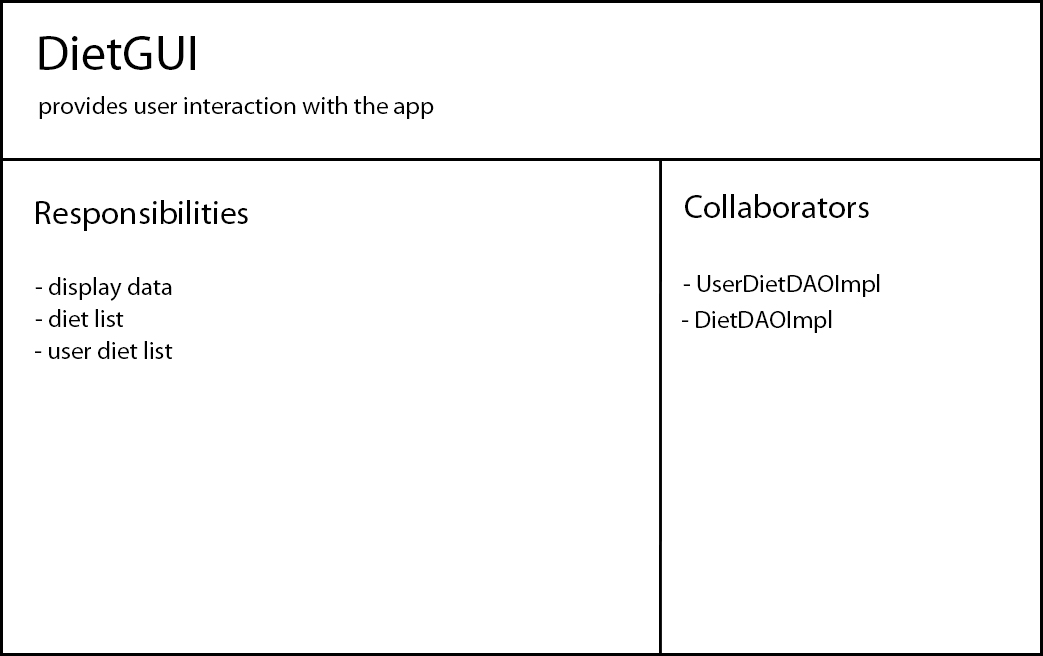 DietGUI
provides user interaction with the app
Responsibilities
- display data
- diet list
- user diet list
Collaborators
- UserDietDAOImpl
- DietDAOImpl